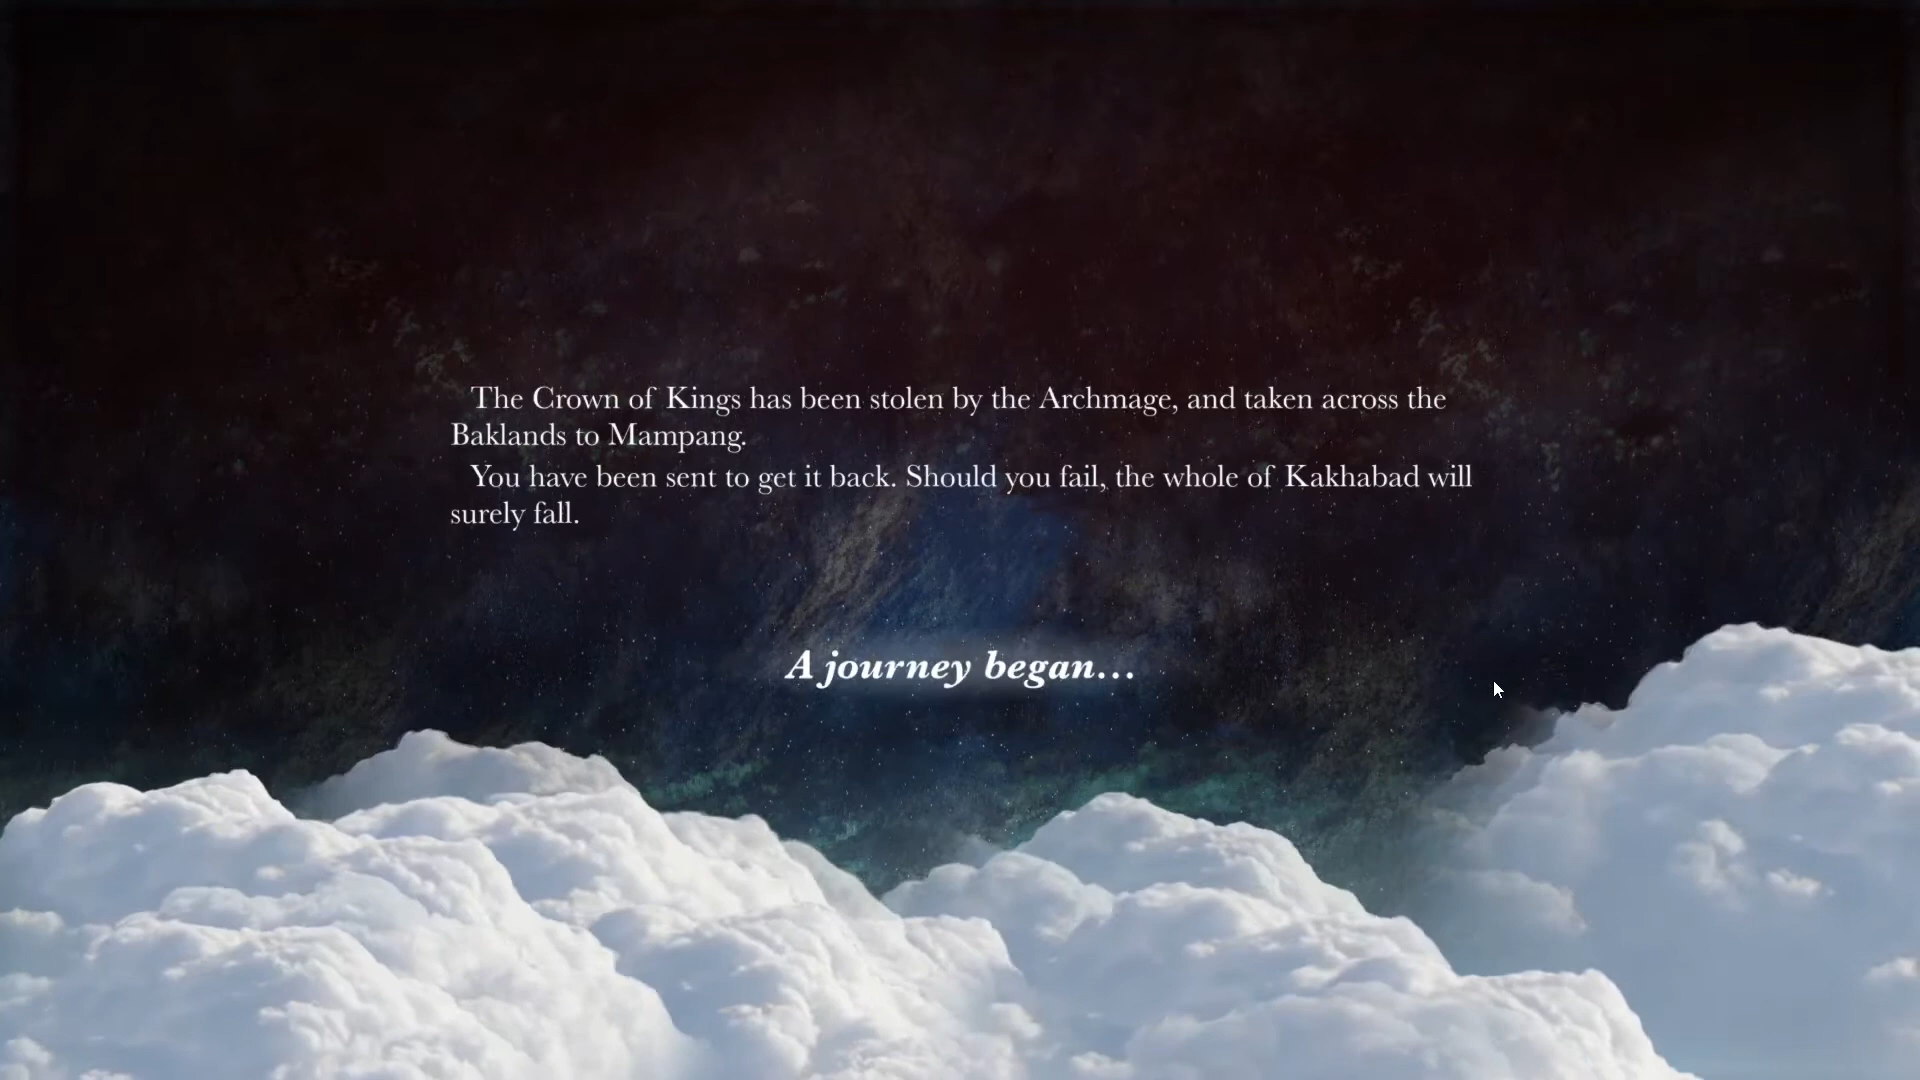 The Crown of Kings has been stolen by the Archmage, and taken across the
Baklands to Mampang.
You have been sent to get it back. Should you fail, the whole of Kakhabad will
surely fall.
A journey began...